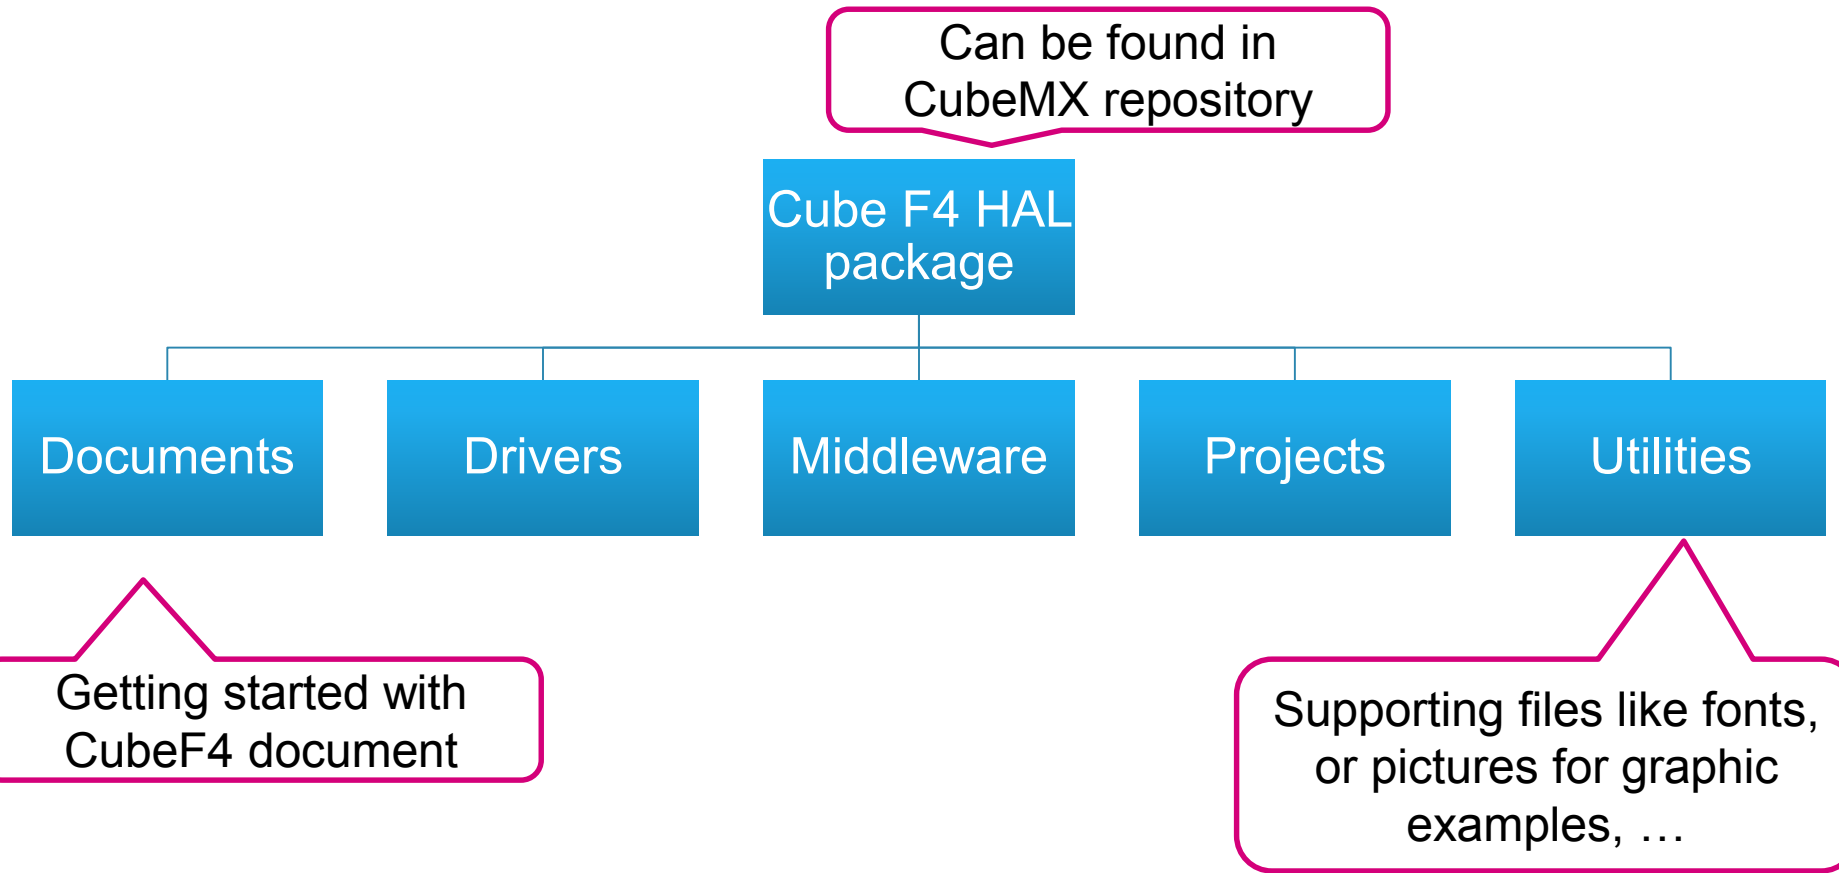 Can be found in
CubeMX repository
Cube F4 HAL
package
Documents
Drivers
Middleware
Projects
Utilities
Getting started with
CubeF4 document
Supporting files like fonts,
or pictures for graphic
examples, …